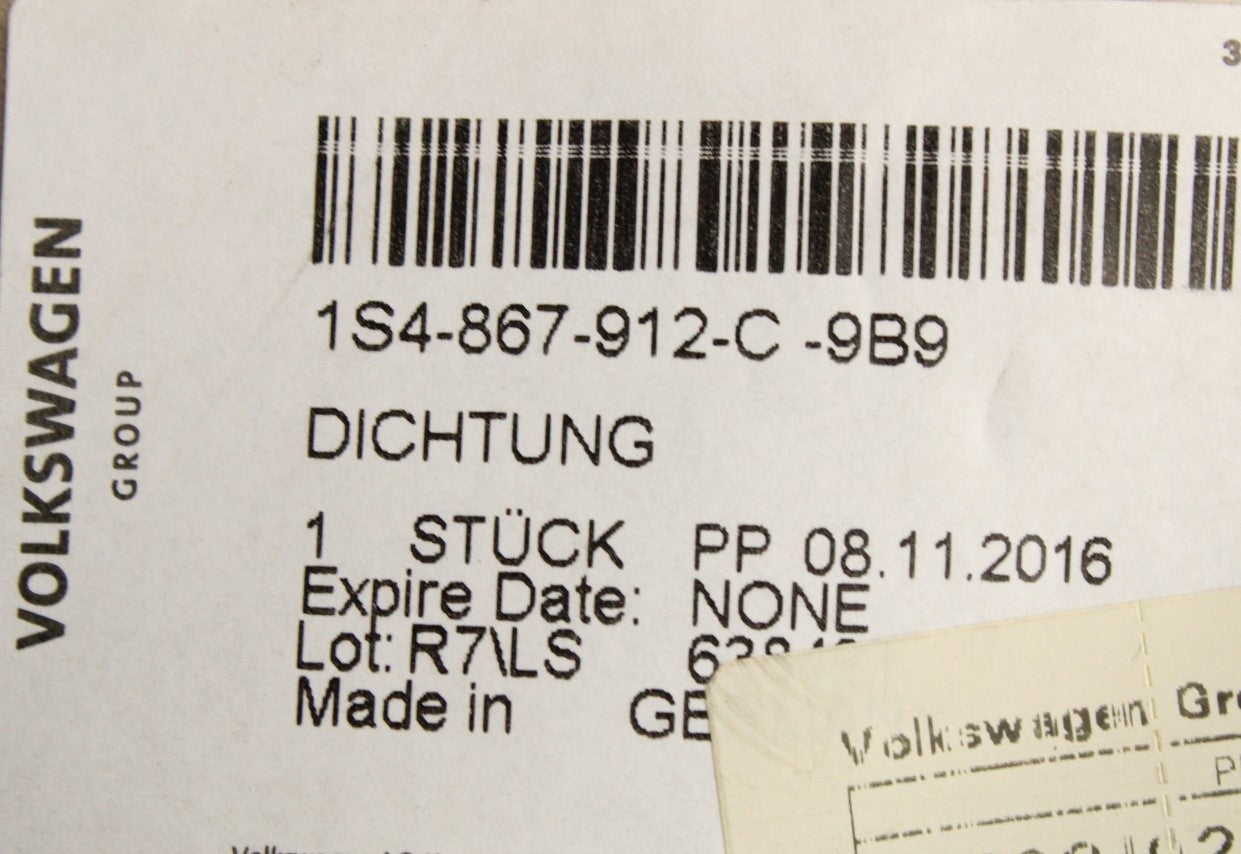 3
VOLKSWAGEN
GROUP
1S4-867-912-C -9B9
DICHTUNG
1 STÜCK PP 08.11.2016
Expire Date: NONE
Lot: R7\LS
Made in
Volkswagen